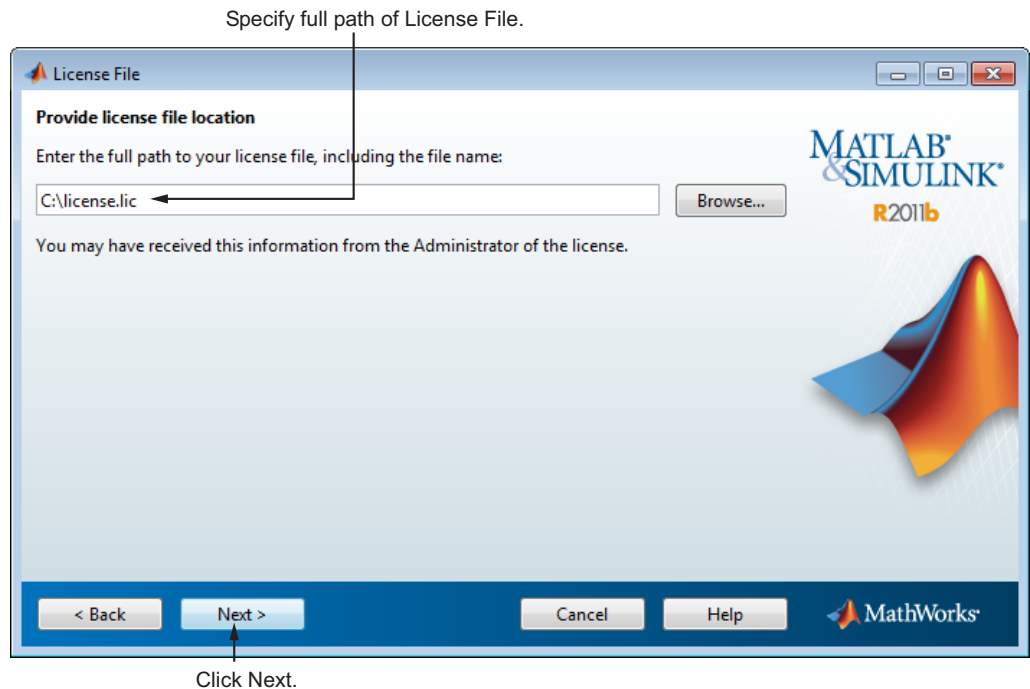 Specify full path of License File.
License File
Provide license file location
Enter the full path to your license file, including the file name:
C:\license.lic
Browse...
You may have received this information from the Administrator of the license.
MATLAB®
&SIMULINK®
R2011b
< Back
Next >
Cancel
Help
MathWorks®
Click Next.